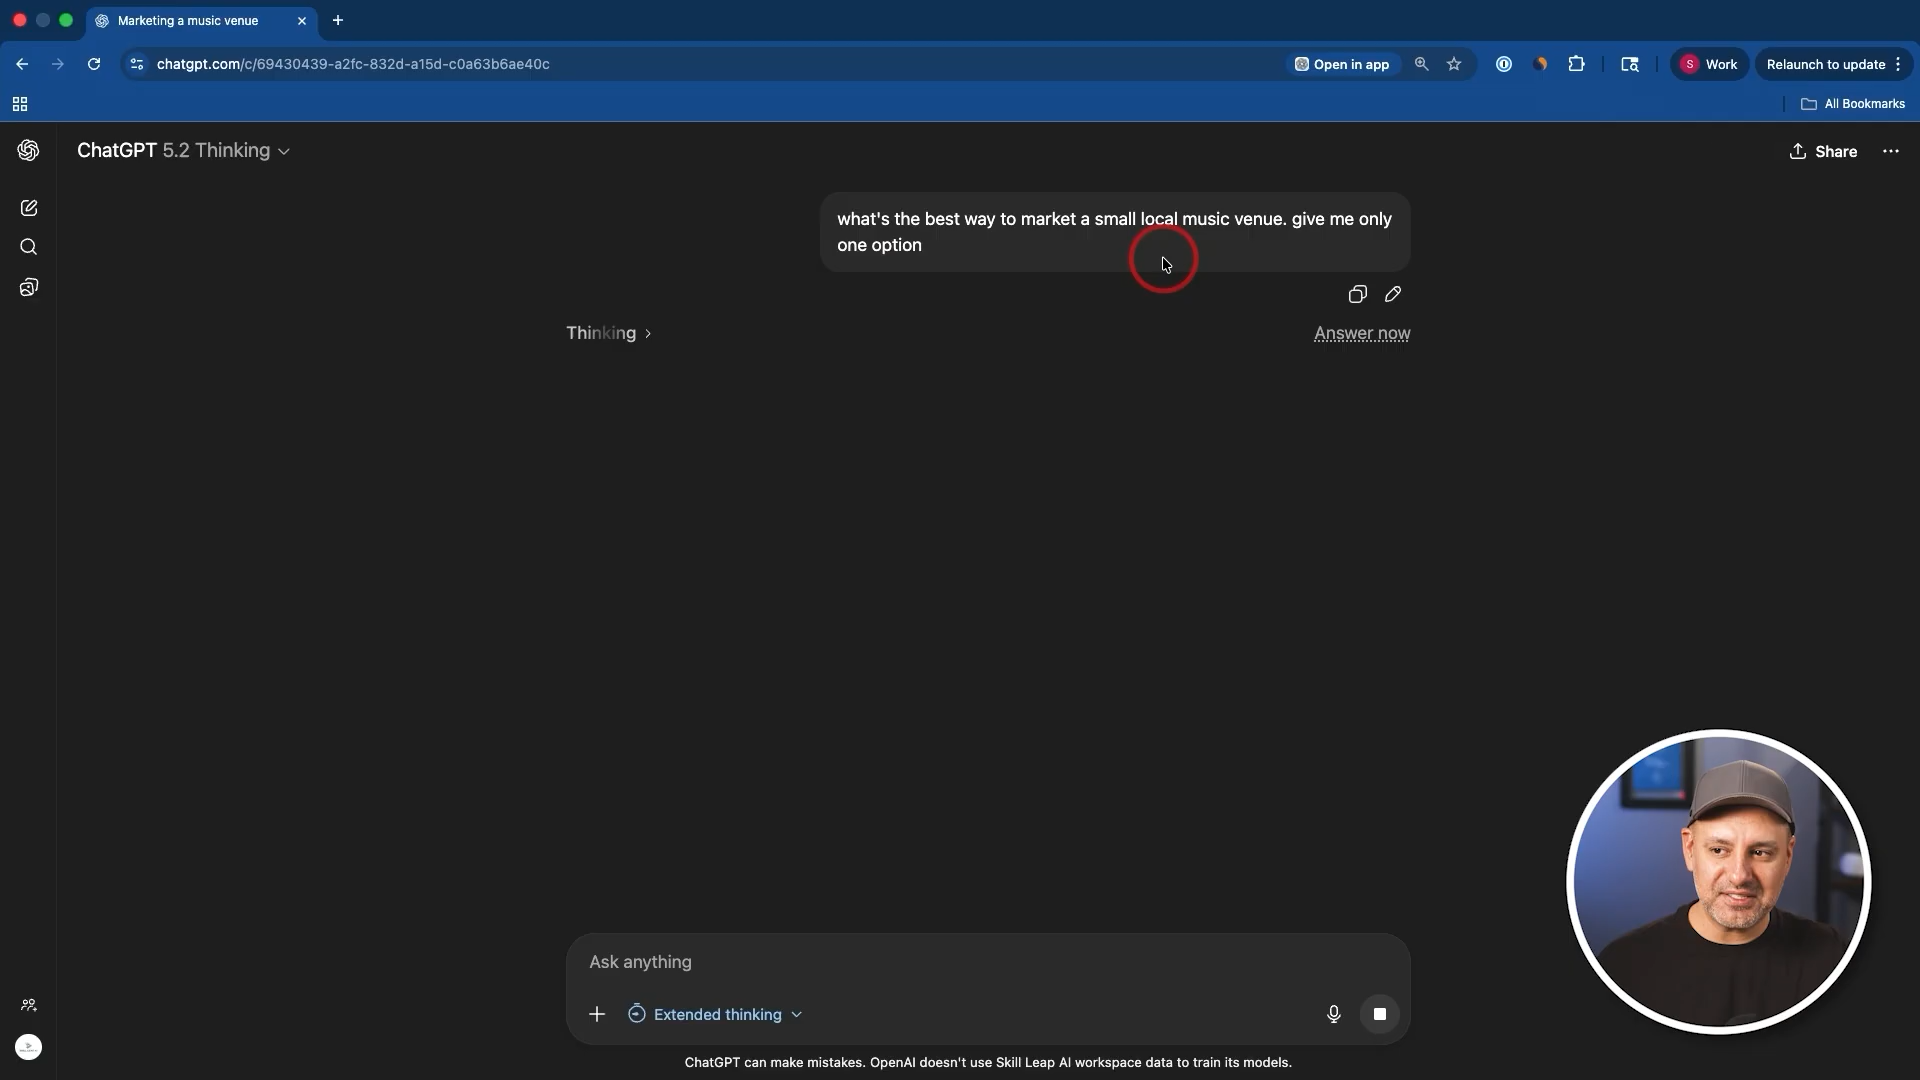 Marketing a music venue
chatgpt.com/c/69430439-a2fc-832d-a15d-c0a63b6ae40c
Open in app
S
Work
Relaunch to update
All Bookmarks
ChatGPT 5.2 Thinking
Share
what's the best way to market a small local music venue. give me only
one option
Thinking
Answer now
Ask anything
Extended thinking
ChatGPT can make mistakes. OpenAI doesn't use Skill Leap AI workspace data to train its models.